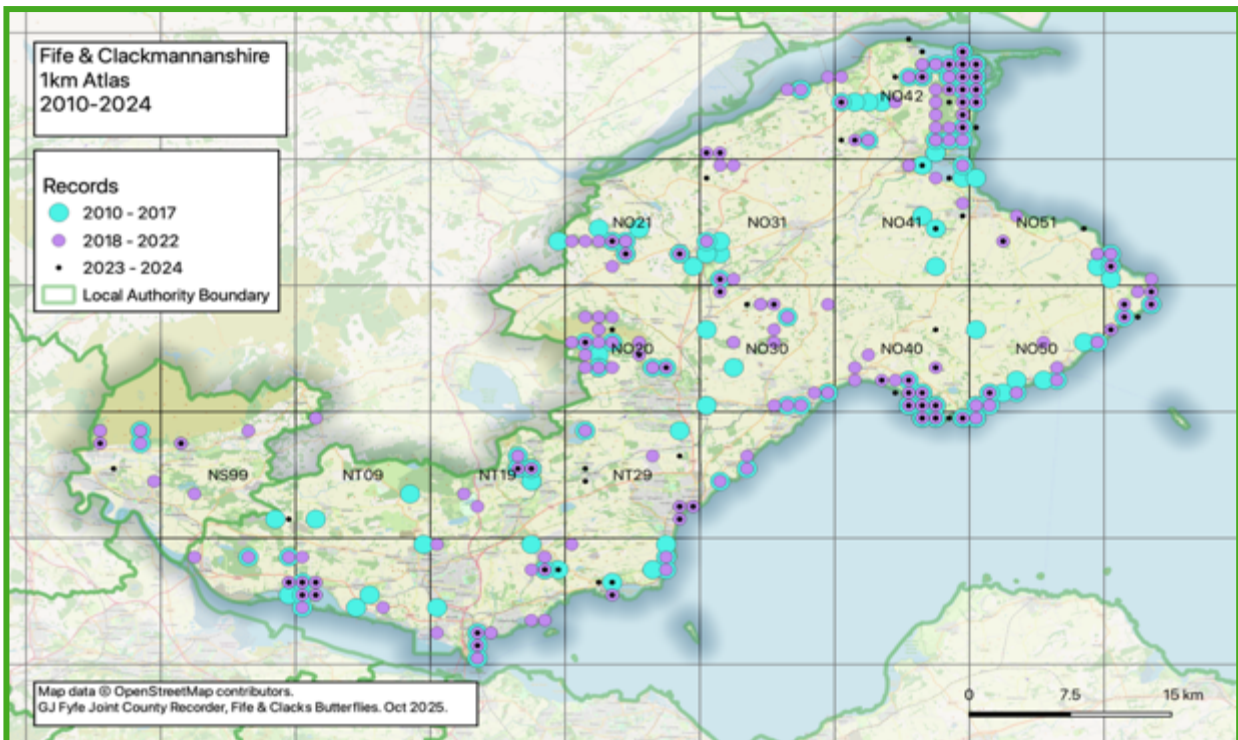 Fife & Clackmannanshire
1km Atlas
2010-2024
Records
2010 - 2017
2018 - 2022
2023 - 2024
Local Authority Boundary
NO42
NO21
NO31
NO41
NO51
NO20
NO30
NO40
NO50
NS99
NT09
NT19
NT29
Map data © OpenStreetMap contributors.
GJ Fyfe Joint County Recorder, Fife & Clacks Butterflies. Oct 2025.
0 7.5 15 km